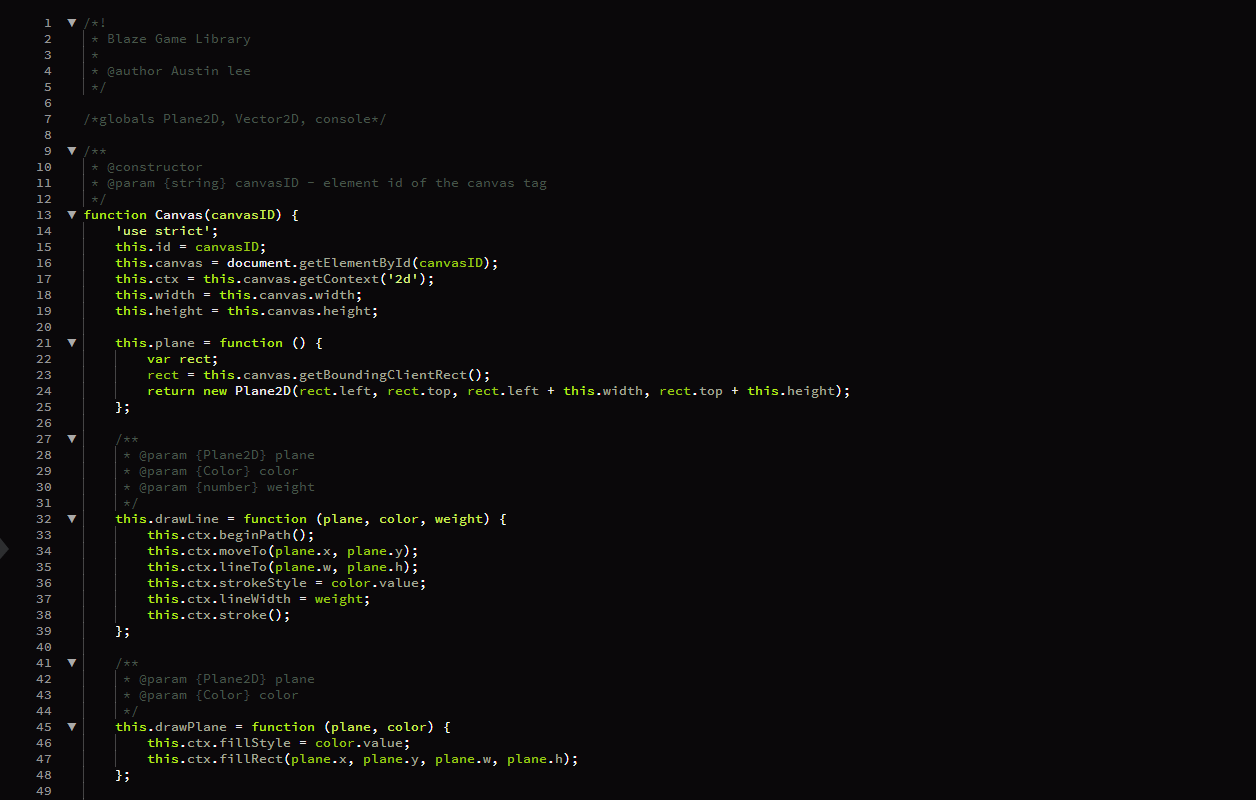 1 ▼ /*!
2 * Blaze Game Library
3 *
4 * @author Austin lee
5 */
6
7 /*globals Plane2D, Vector2D, console*/
8
9 ▼ /**
10 * @constructor
11 * @param {string} canvasID - element id of the canvas tag
12 */
13 ▼ function Canvas(canvasID) {
14 'use strict';
15 this.id = canvasID;
16 this.canvas = document.getElementById(canvasID);
17 this.ctx = this.canvas.getContext('2d');
18 this.width = this.canvas.width;
19 this.height = this.canvas.height;
20
21 ▼ this.plane = function () {
22 var rect;
23 rect = this.canvas.getBoundingClientRect();
24 return new Plane2D(rect.left, rect.top, rect.left + this.width, rect.top + this.height);
25 };
26
27 ▼ /**
28 * @param {Plane2D} plane
29 * @param {Color} color
30 * @param {number} weight
31 */
32 ▼ this.drawLine = function (plane, color, weight) {
33 this.ctx.beginPath();
34 this.ctx.moveTo(plane.x, plane.y);
35 this.ctx.lineTo(plane.w, plane.h);
36 this.ctx.strokeStyle = color.value;
37 this.ctx.lineWidth = weight;
38 this.ctx.stroke();
39 };
40
41 ▼ /**
42 * @param {Plane2D} plane
43 * @param {Color} color
44 */
45 ▼ this.drawPlane = function (plane, color) {
46 this.ctx.fillStyle = color.value;
47 this.ctx.fillRect(plane.x, plane.y, plane.w, plane.h);
48 };
49